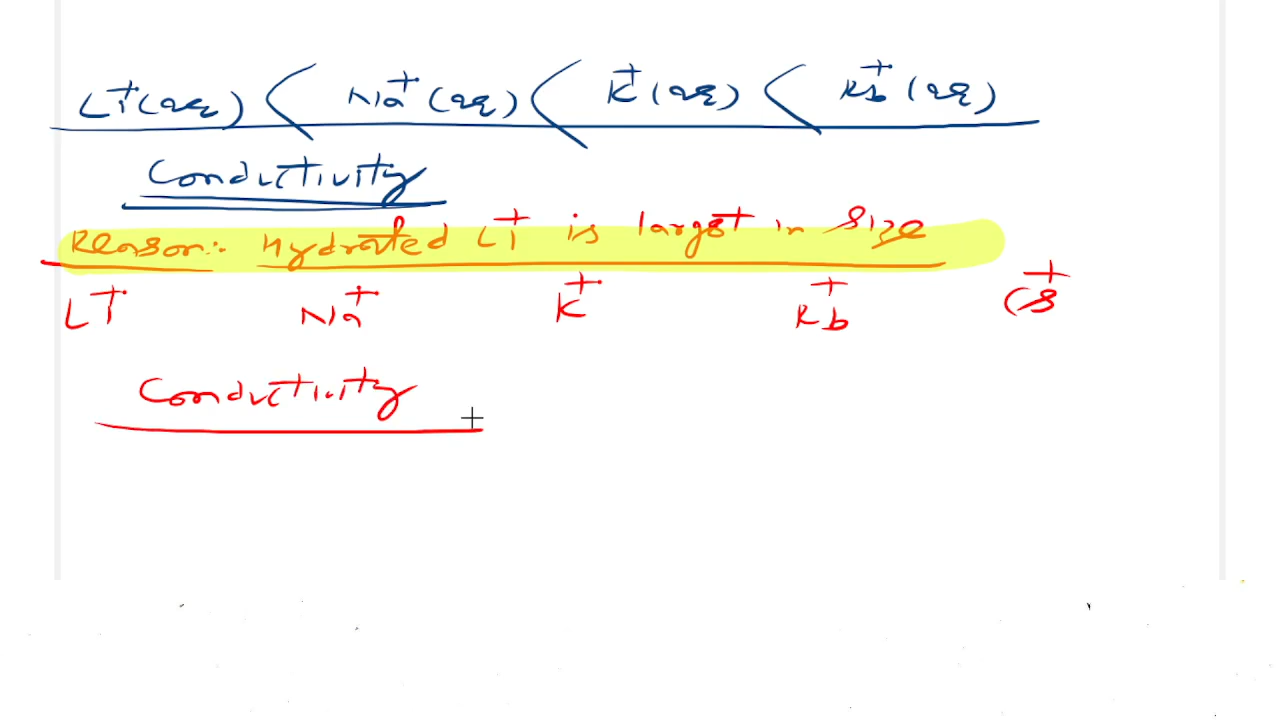 Li⁺(aq) < Na⁺(aq) < K⁺(aq) < Rb⁺(aq)
Conductivity
Reason:- Hydrated Li⁺ is largst in size
Li⁺ Na⁺ K⁺ Rb⁺ Cs⁺
Conductivity